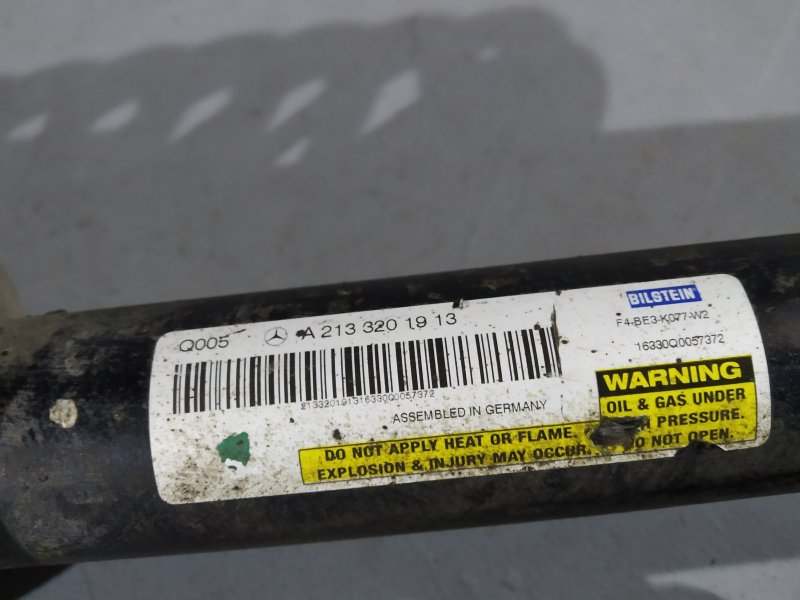 BILSTEIN
Q005 A 213 320 19 13
F4-BE3-K077-W2
16330Q0057372
21332019131633000057372
ASSEMBLED IN GERMANY
WARNING
OIL & GAS UNDER
PRESSURE.
DO NOT OPEN.
DO NOT APPLY HEAT OR FLAME.
EXPLOSION & INJURY MAY OCCUR.